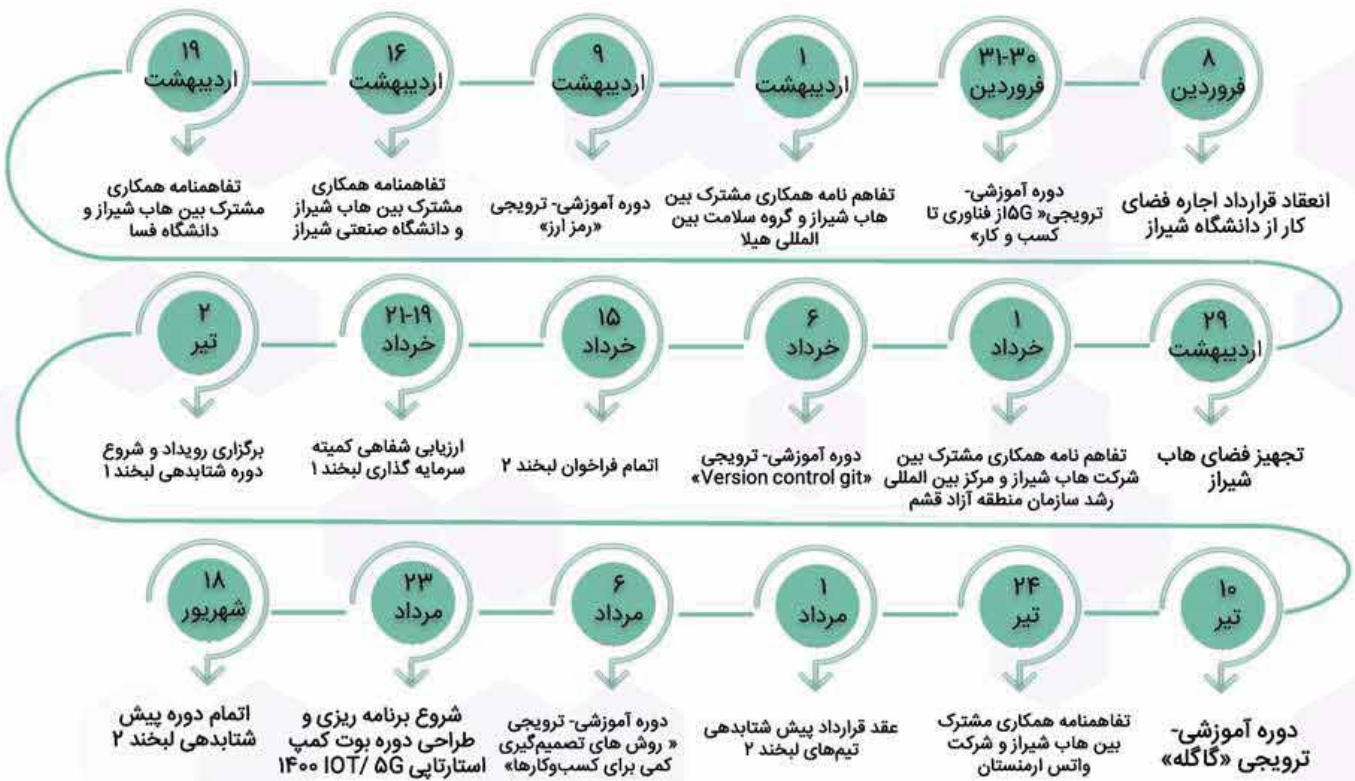 ۸
فروردین
انعقاد قرارداد اجاره فضای
کار از دانشگاه شیراز
۳۱-۳۰
فروردین
دوره آموزشی-
ترویجی« 5Gاز فناوری تا
کسب و کار»
۱
اردیبهشت
تفاهم نامه همکاری مشترک بین
هاب شیراز و گروه سلامت بین
المللی هیلا
۹
اردیبهشت
دوره آموزشی- ترویجی
«رمز ارز»
۱۶
اردیبهشت
تفاهمنامه همکاری
مشترک بین هاب شیراز
و دانشگاه صنعتی شیراز
۱۹
اردیبهشت
تفاهمنامه همکاری
مشترک بین هاب شیراز و
دانشگاه فسا
۲۹
اردیبهشت
تجهیز فضای هاب
شیراز
۱
خرداد
تفاهم نامه همکاری مشترک بین
شرکت هاب شیراز و مرکز بین المللی
رشد سازمان منطقه آزاد قشم
۶
خرداد
دوره آموزشی- ترویجی
«Version control git»
۱۵
خرداد
اتمام فراخوان لبخند ۲
۲۱-۱۹
خرداد
ارزیابی شفاهی کمیته
سرمایه گذاری لبخند ۱
۲
تیر
برگزاری رویداد و شروع
دوره شتابدهی لبخند ۱
۱۰
تیر
دوره آموزشی-
ترویجی «گاگله»
۲۴
تیر
تفاهمنامه همکاری مشترک
بین هاب شیراز و شرکت
واتس ارمنستان
۱
مرداد
عقد قرارداد پیش شتابدهی
تیم‌های لبخند ۲
۶
مرداد
دوره آموزشی- ترویجی
« روش های تصمیم‌گیری
کمی برای کسب‌وکارها»
۲۳
مرداد
شروع برنامه ریزی و
طراحی دوره بوت کمپ
استارتاپی IOT/ 5G ۱۴۰۰
۱۸
شهریور
اتمام دوره پیش
شتابدهی لبخند ۲